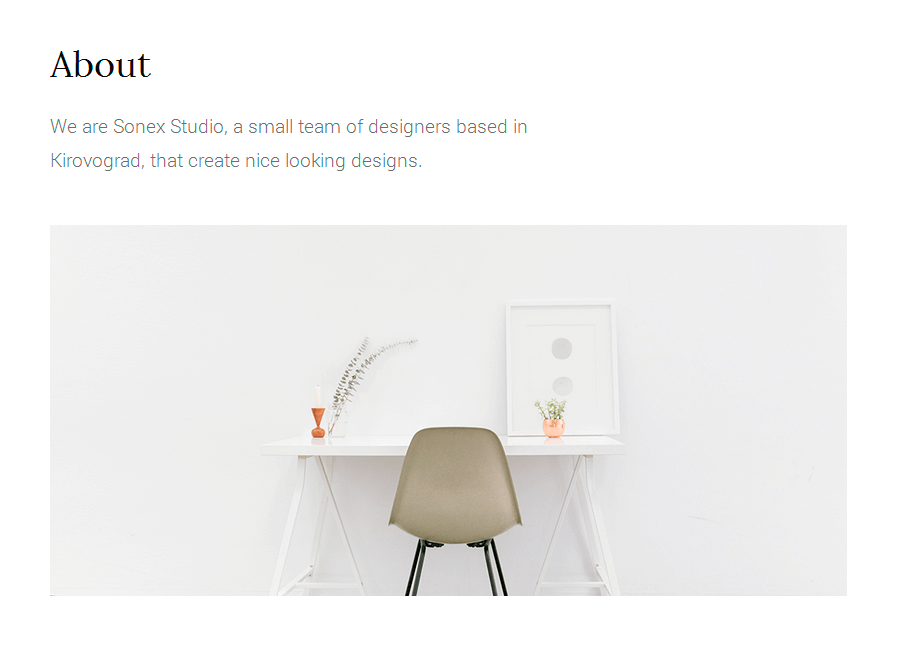 About
We are Sonex Studio, a small team of designers based in
Kirovograd, that create nice looking designs.